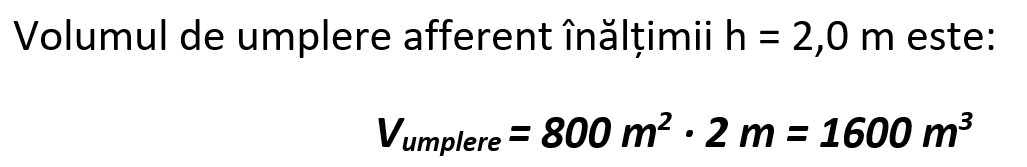 Volumul de umplere afferent înălțimii h = 2,0 m este:
Vumplere = 800 m² · 2 m = 1600 m³